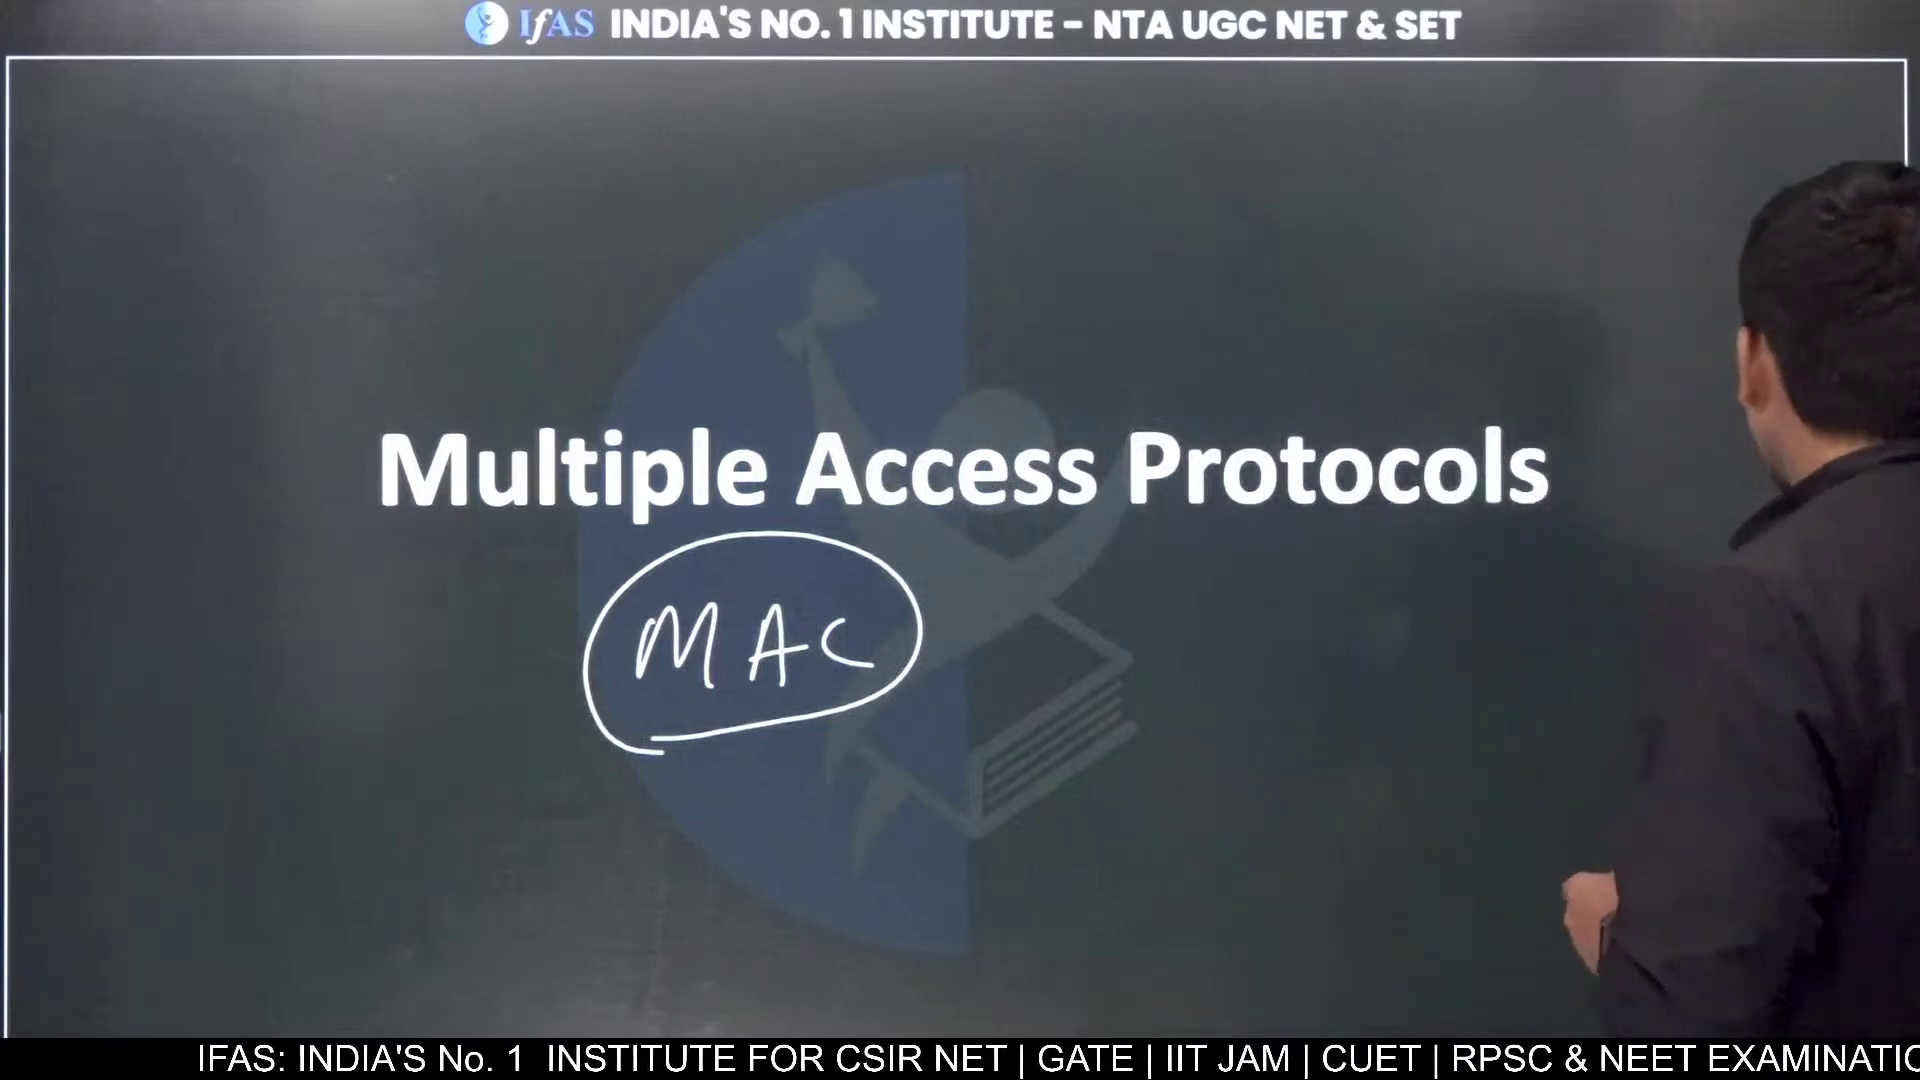 IfAS INDIA'S NO. 1 INSTITUTE - NTA UGC NET & SET
Multiple Access Protocols
MAC
IFAS: INDIA'S No. 1 INSTITUTE FOR CSIR NET | GATE | IIT JAM | CUET | RPSC & NEET EXAMINATIO